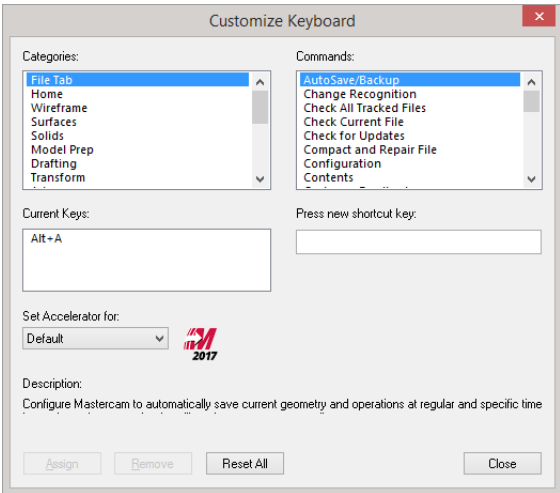 Customize Keyboard
Categories:
File Tab
Home
Wireframe
Surfaces
Solids
Model Prep
Drafting
Transform
Commands:
AutoSave/Backup
Change Recognition
Check All Tracked Files
Check Current File
Check for Updates
Compact and Repair File
Configuration
Contents
Current Keys:
Alt+A
Press new shortcut key:
Set Accelerator for:
Default
2017
Description:
Configure Mastercam to automatically save current geometry and operations at regular and specific time
Assign
Remove
Reset All
Close